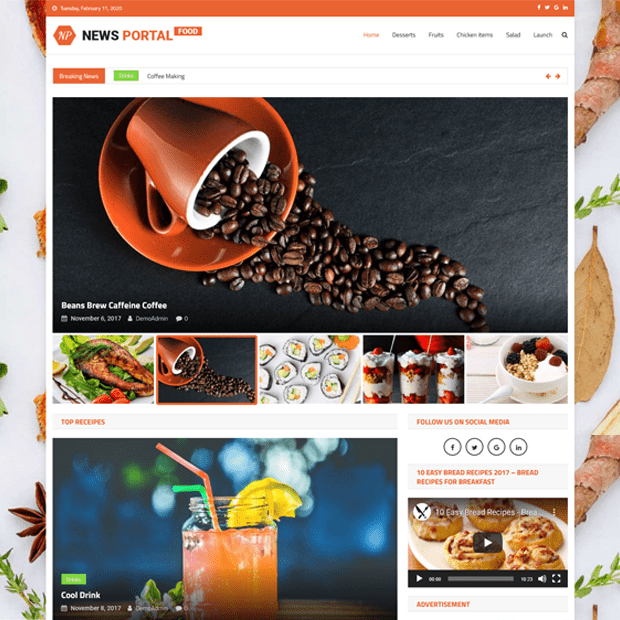 Tuesday, February 11, 2020
NP NEWS PORTAL FOOD
Home Desserts Fruits Chicken items Salad Launch
Breaking News Drinks Coffee Making
Beans Brew Caffeine Coffee
November 6, 2017 DemoAdmin 0
TOP RECEIPES
FOLLOW US ON SOCIAL MEDIA
10 EASY BREAD RECIPES 2017 – BREAD
RECIPES FOR BREAKFAST
10 Easy Bread Recipes - Brea...
00:00 10:23
Drinks
Cool Drink
November 8, 2017 DemoAdmin 0
ADVERTISEMENT